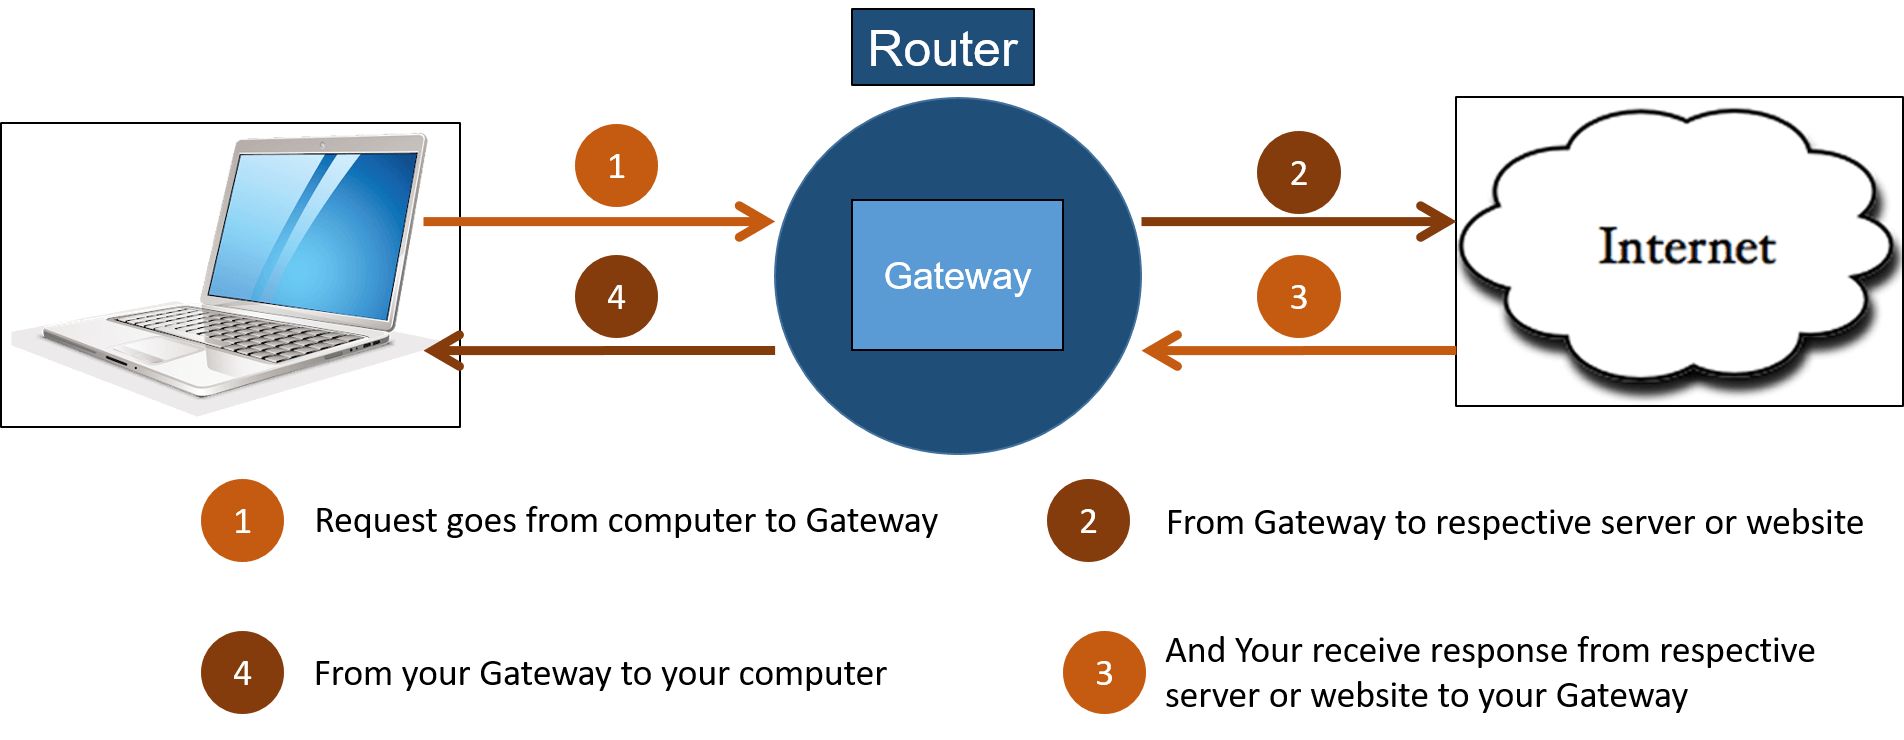 Router
1
2
Gateway
Internet
4
3
1
Request goes from computer to Gateway
2
From Gateway to respective server or website
4
From your Gateway to your computer
3
And Your receive response from respective
server or website to your Gateway